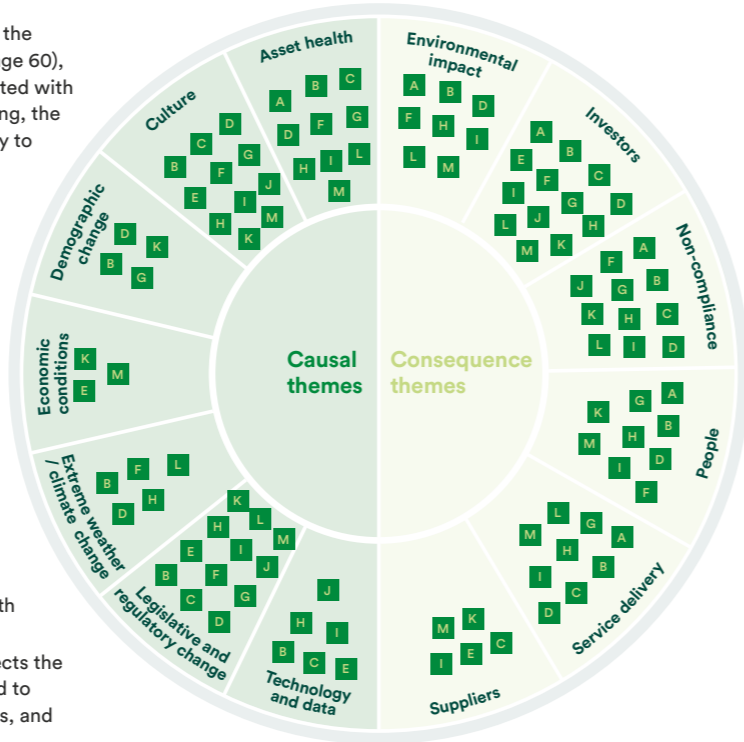 the
ge 60),
ted with
ng, the
y to
th
ects the
d to
s, and
Causal
themes
Consequence
themes
Asset health
A B C
D F G
H I L
M
Environmental
impact
A B D
F H I
L M
Investors
A B C D
E F G H
I J K
L M
Non-compliance
A B C D
F G H I
J K L
People
A B D F
G H I
K M
Service delivery
A B C D
G H I
L M
Suppliers
C E I
K M
Technology
and data
B C E
H I
J
Legislative and
regulatory change
B C D
E F G
H I J
K L M
Extreme weather
/ climate change
B D
F H
L
Economic
conditions
E K
M
Demographic
change
B D
G K
Culture
B C D
E F G
H I J
K M